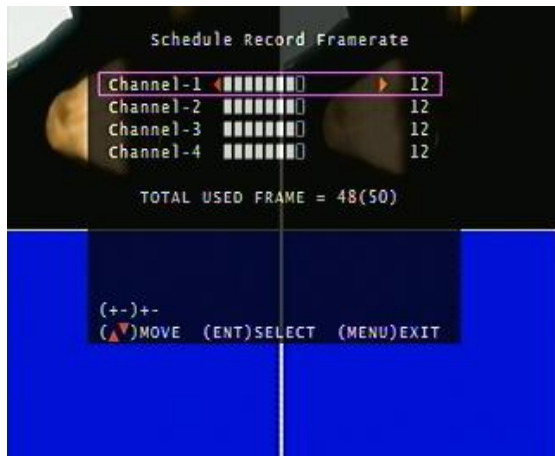 Schedule Record Framerate
Channel-1 12
Channel-2 12
Channel-3 12
Channel-4 12
TOTAL USED FRAME = 48(50)
(+-)+-
(▲▼)MOVE (ENT)SELECT (MENU)EXIT